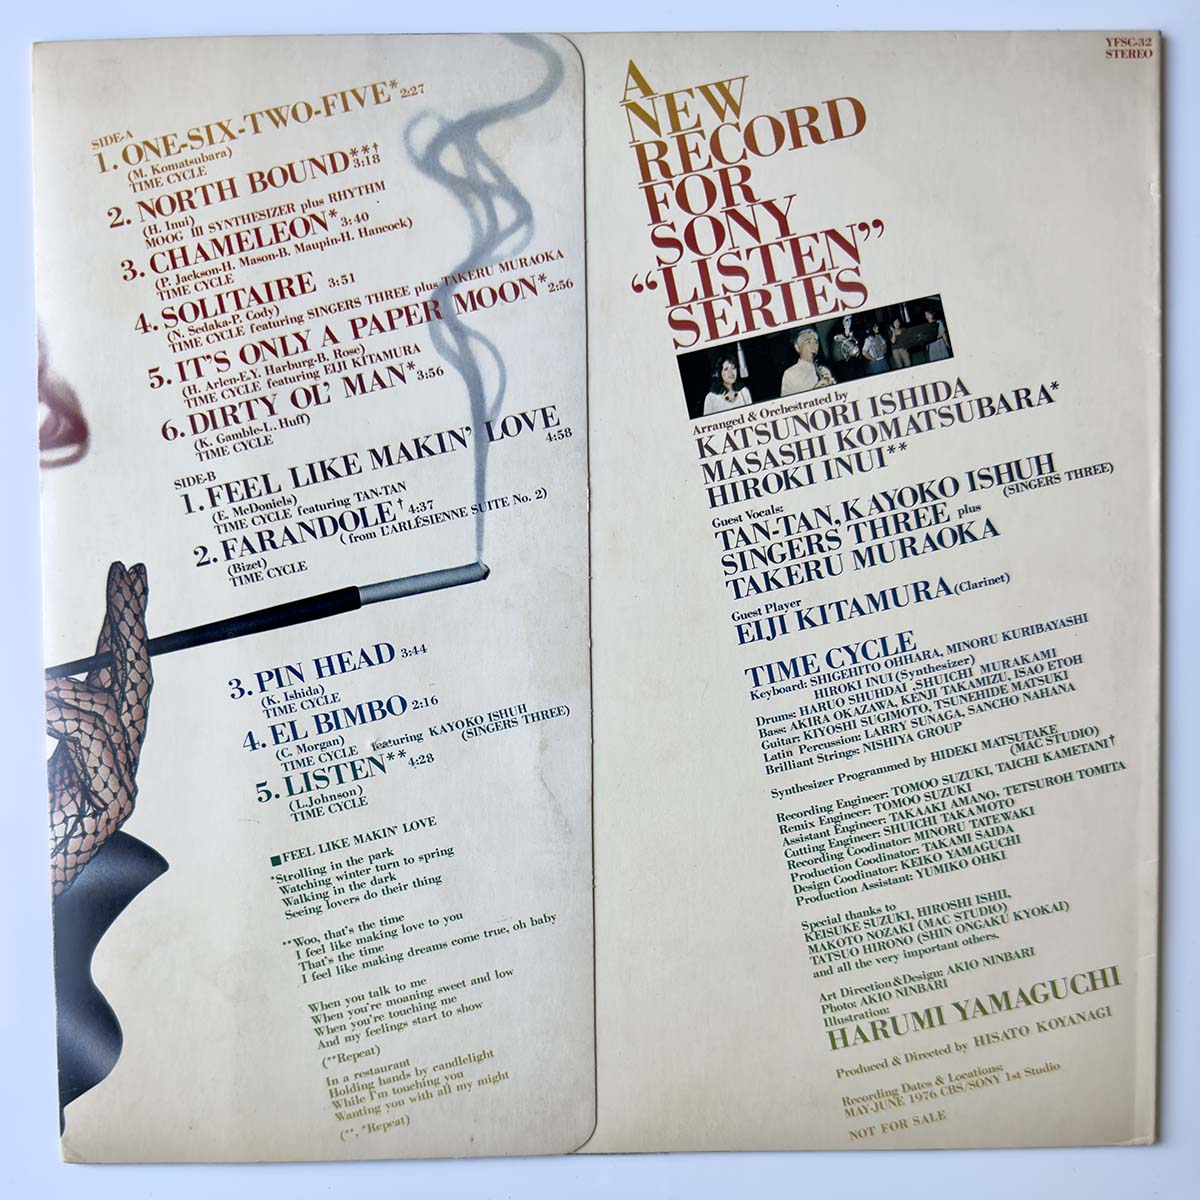 SIDE-A
1. ONE-SIX-TWO-FIVE* 2:27
(M. Komatsubara)
TIME CYCLE
2. NORTH BOUND**† 3:18
(H. Inui)
MOOG III SYNTHESIZER plus RHYTHM
3. CHAMELEON* 3:40
(P. Jackson-H. Mason-B. Maupin-H. Hancock)
TIME CYCLE
4. SOLITAIRE 3:51
(N. Sedaka-P. Cody)
TIME CYCLE featuring SINGERS THREE plus TAKERU MURAOKA
5. IT'S ONLY A PAPER MOON* 2:56
(H. Arlen-E.Y. Harburg-B. Rose)
TIME CYCLE featuring EIJI KITAMURA
6. DIRTY OL' MAN* 3:56
(K. Gamble-L. Huff)
TIME CYCLE
SIDE-B
1. FEEL LIKE MAKIN' LOVE 4:58
(E. McDoniels)
TIME CYCLE featuring TAN-TAN
2. FARANDOLE† 4:37
(Bizet) (from L'ARLÉSIENNE SUITE No. 2)
TIME CYCLE
3. PIN HEAD 3:44
(K. Ishida)
TIME CYCLE
4. EL BIMBO 2:16
(C. Morgan)
TIME CYCLE featuring KAYOKO ISHUH
(SINGERS THREE)
5. LISTEN** 4:28
(L.Johnson)
TIME CYCLE
■FEEL LIKE MAKIN' LOVE
*Strolling in the park
Watching winter turn to spring
Walking in the dark
Seeing lovers do their thing
**Woo, that's the time
I feel like making love to you
That's the time
I feel like making dreams come true, oh baby
When you talk to me
When you're moaning sweet and low
When you're touching me
And my feelings start to show
(**Repeat)
In a restaurant
Holding hands by candlelight
While I'm touching you
Wanting you with all my might
(**, *Repeat)
YFSC-32
STEREO
A
NEW
RECORD
FOR
SONY
"LISTEN"
SERIES
Arranged & Orchestrated by
KATSUNORI ISHIDA
MASASHI KOMATSUBARA*
HIROKI INUI**
Guest Vocals:
TAN-TAN, KAYOKO ISHUH
(SINGERS THREE)
SINGERS THREE plus
TAKERU MURAOKA
Guest Player
EIJI KITAMURA (Clarinet)
TIME CYCLE
Keyboard: SHIGEHITO OHHARA, MINORU KURIBAYASHI
HIROKI INUI (Synthesizer)
Drums: HARUO SHUHDAI ,SHUICHI MURAKAMI
Bass: AKIRA OKAZAWA, KENJI TAKAMIZU, ISAO ETOH
Guitar: KIYOSHI SUGIMOTO, TSUNEHIDE MATSUKI
Latin Percussion: LARRY SUNAGA, SANCHO NAHANA
Brilliant Strings: NISHIYA GROUP
Synthesizer Programmed by HIDEKI MATSUTAKE
(MAC STUDIO)
Recording Engineer: TOMOO SUZUKI, TAICHI KAMETANI†
Remix Engineer: TOMOO SUZUKI
Assistant Engineer: TAKAAKI AMANO, TETSUROH TOMITA
Cutting Engineer: SHUICHI TAKAMOTO
Recording Coodinator: MINORU TATEWAKI
Production Coodinator: TAKAMI SAIDA
Design Coodinator: KEIKO YAMAGUCHI
Production Assistant: YUMIKO OHKI
Special thanks to
KEISUKE SUZUKI, HIROSHI ISHII,
MAKOTO NOZAKI (MAC STUDIO)
TATSUO HIRONO (SHIN ONGAKU KYOKAI)
and all the very important others.
Art Direction&Design: AKIO NINBARI
Photo: AKIO NINBARI
Illustration:
HARUMI YAMAGUCHI
Produced & Directed by HISATO KOYANAGI
Recording Dates & Locations:
MAY-JUNE 1976 CBS/SONY 1st Studio
NOT FOR SALE